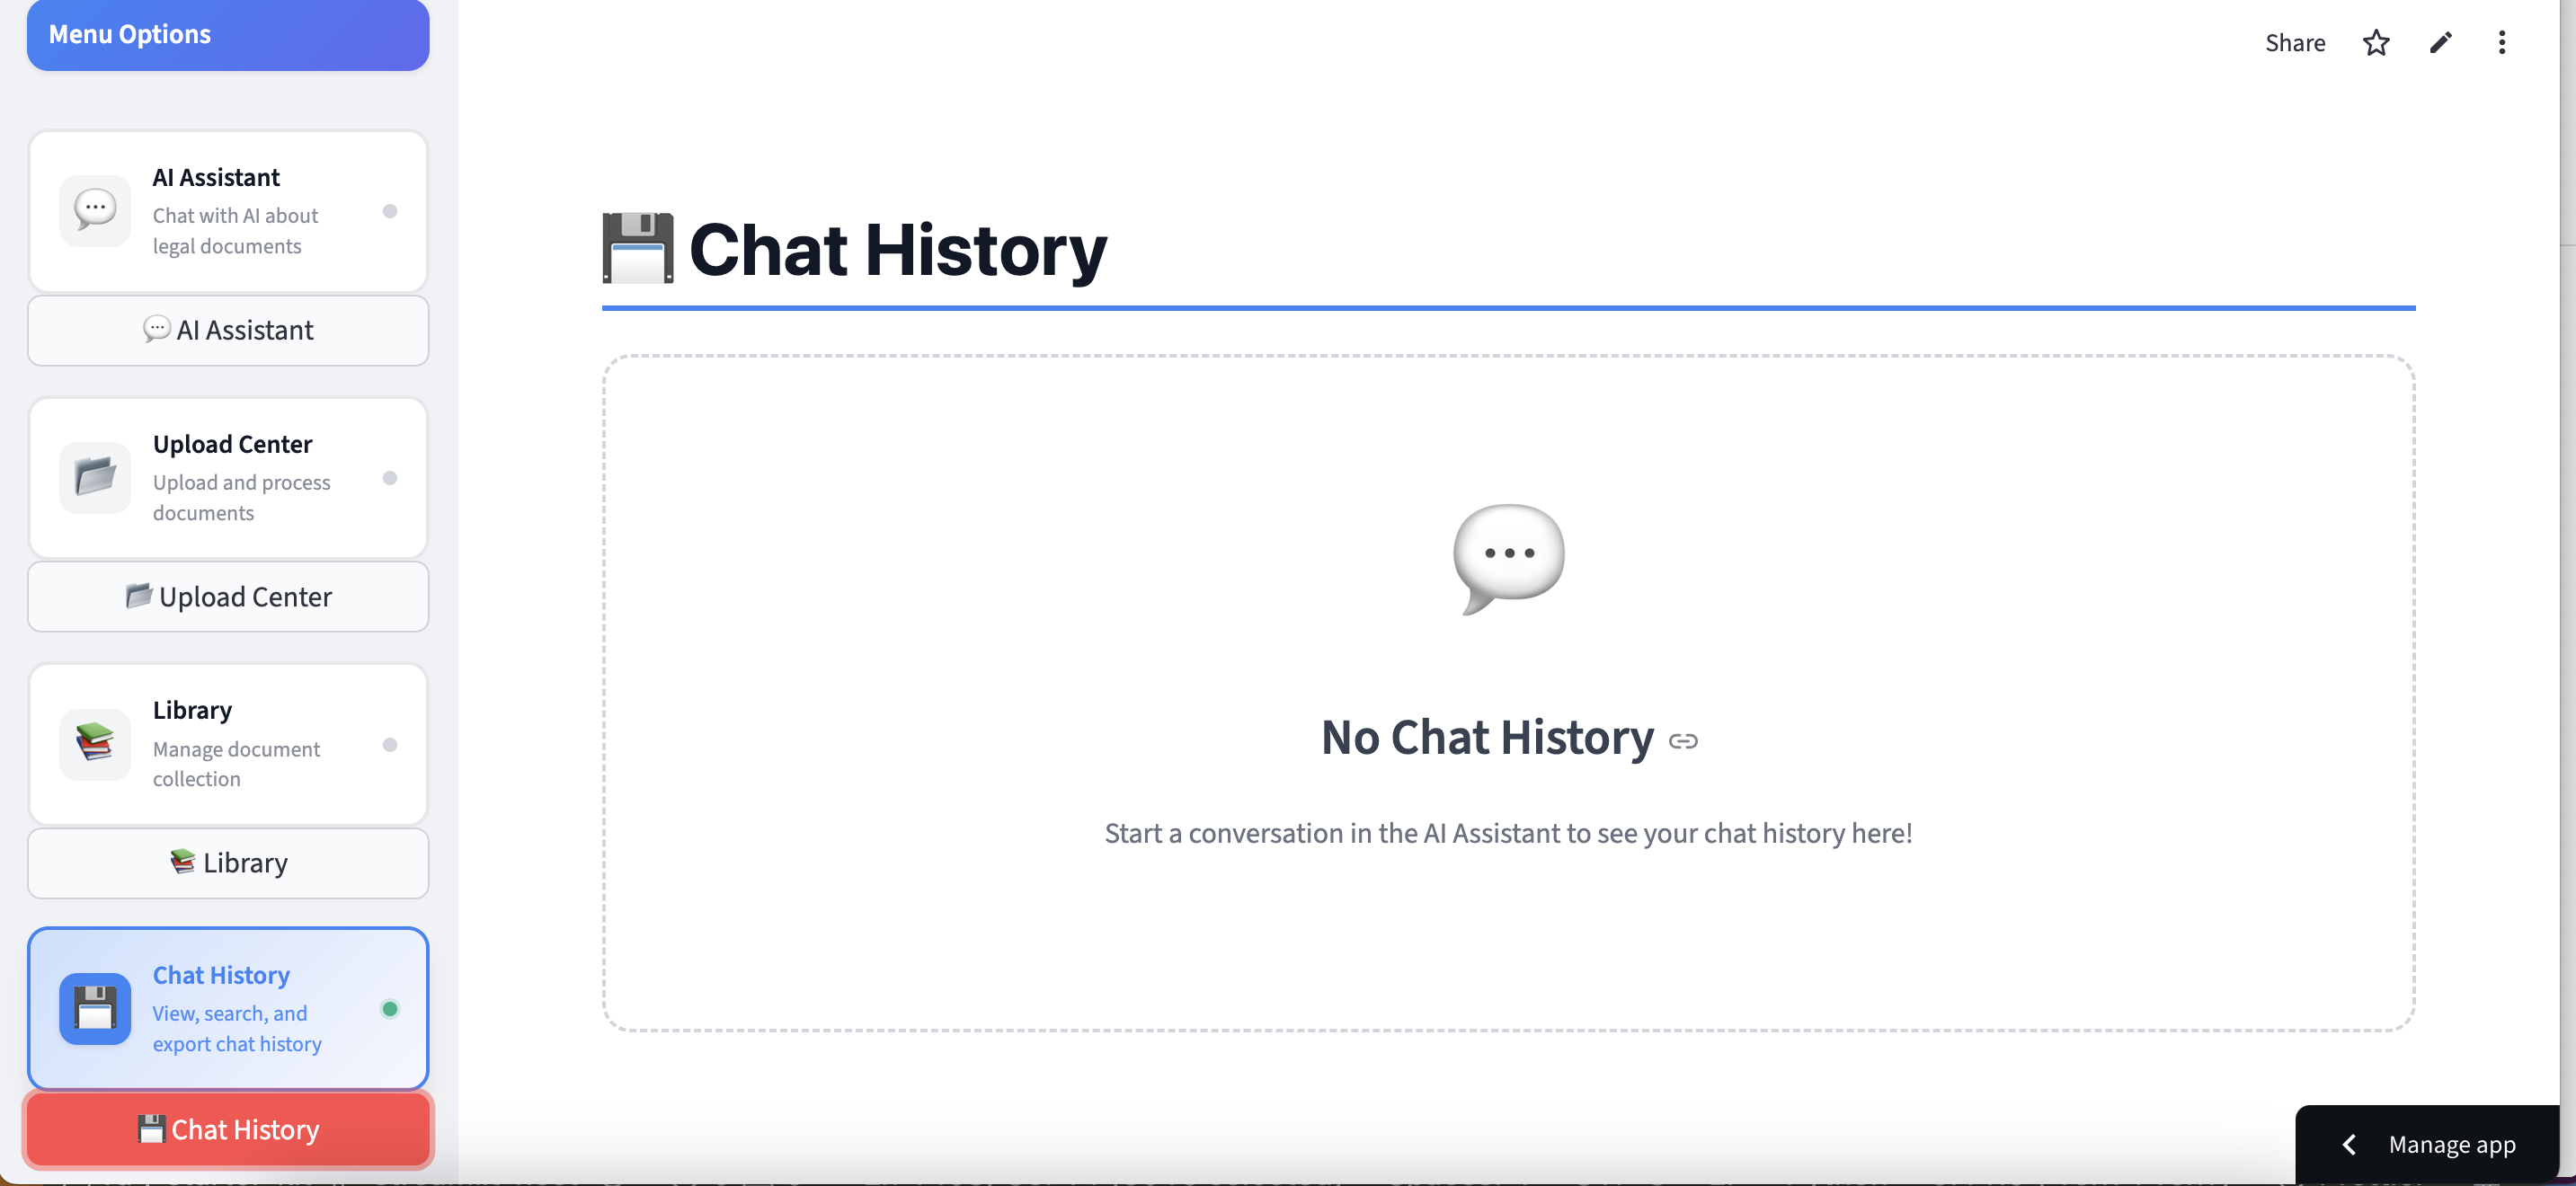 Menu Options
AI Assistant
Chat with AI about
legal documents
AI Assistant
Upload Center
Upload and process
documents
Upload Center
Library
Manage document
collection
Library
Chat History
View, search, and
export chat history
Chat History
Share
Chat History
No Chat History
Start a conversation in the AI Assistant to see your chat history here!
Manage app